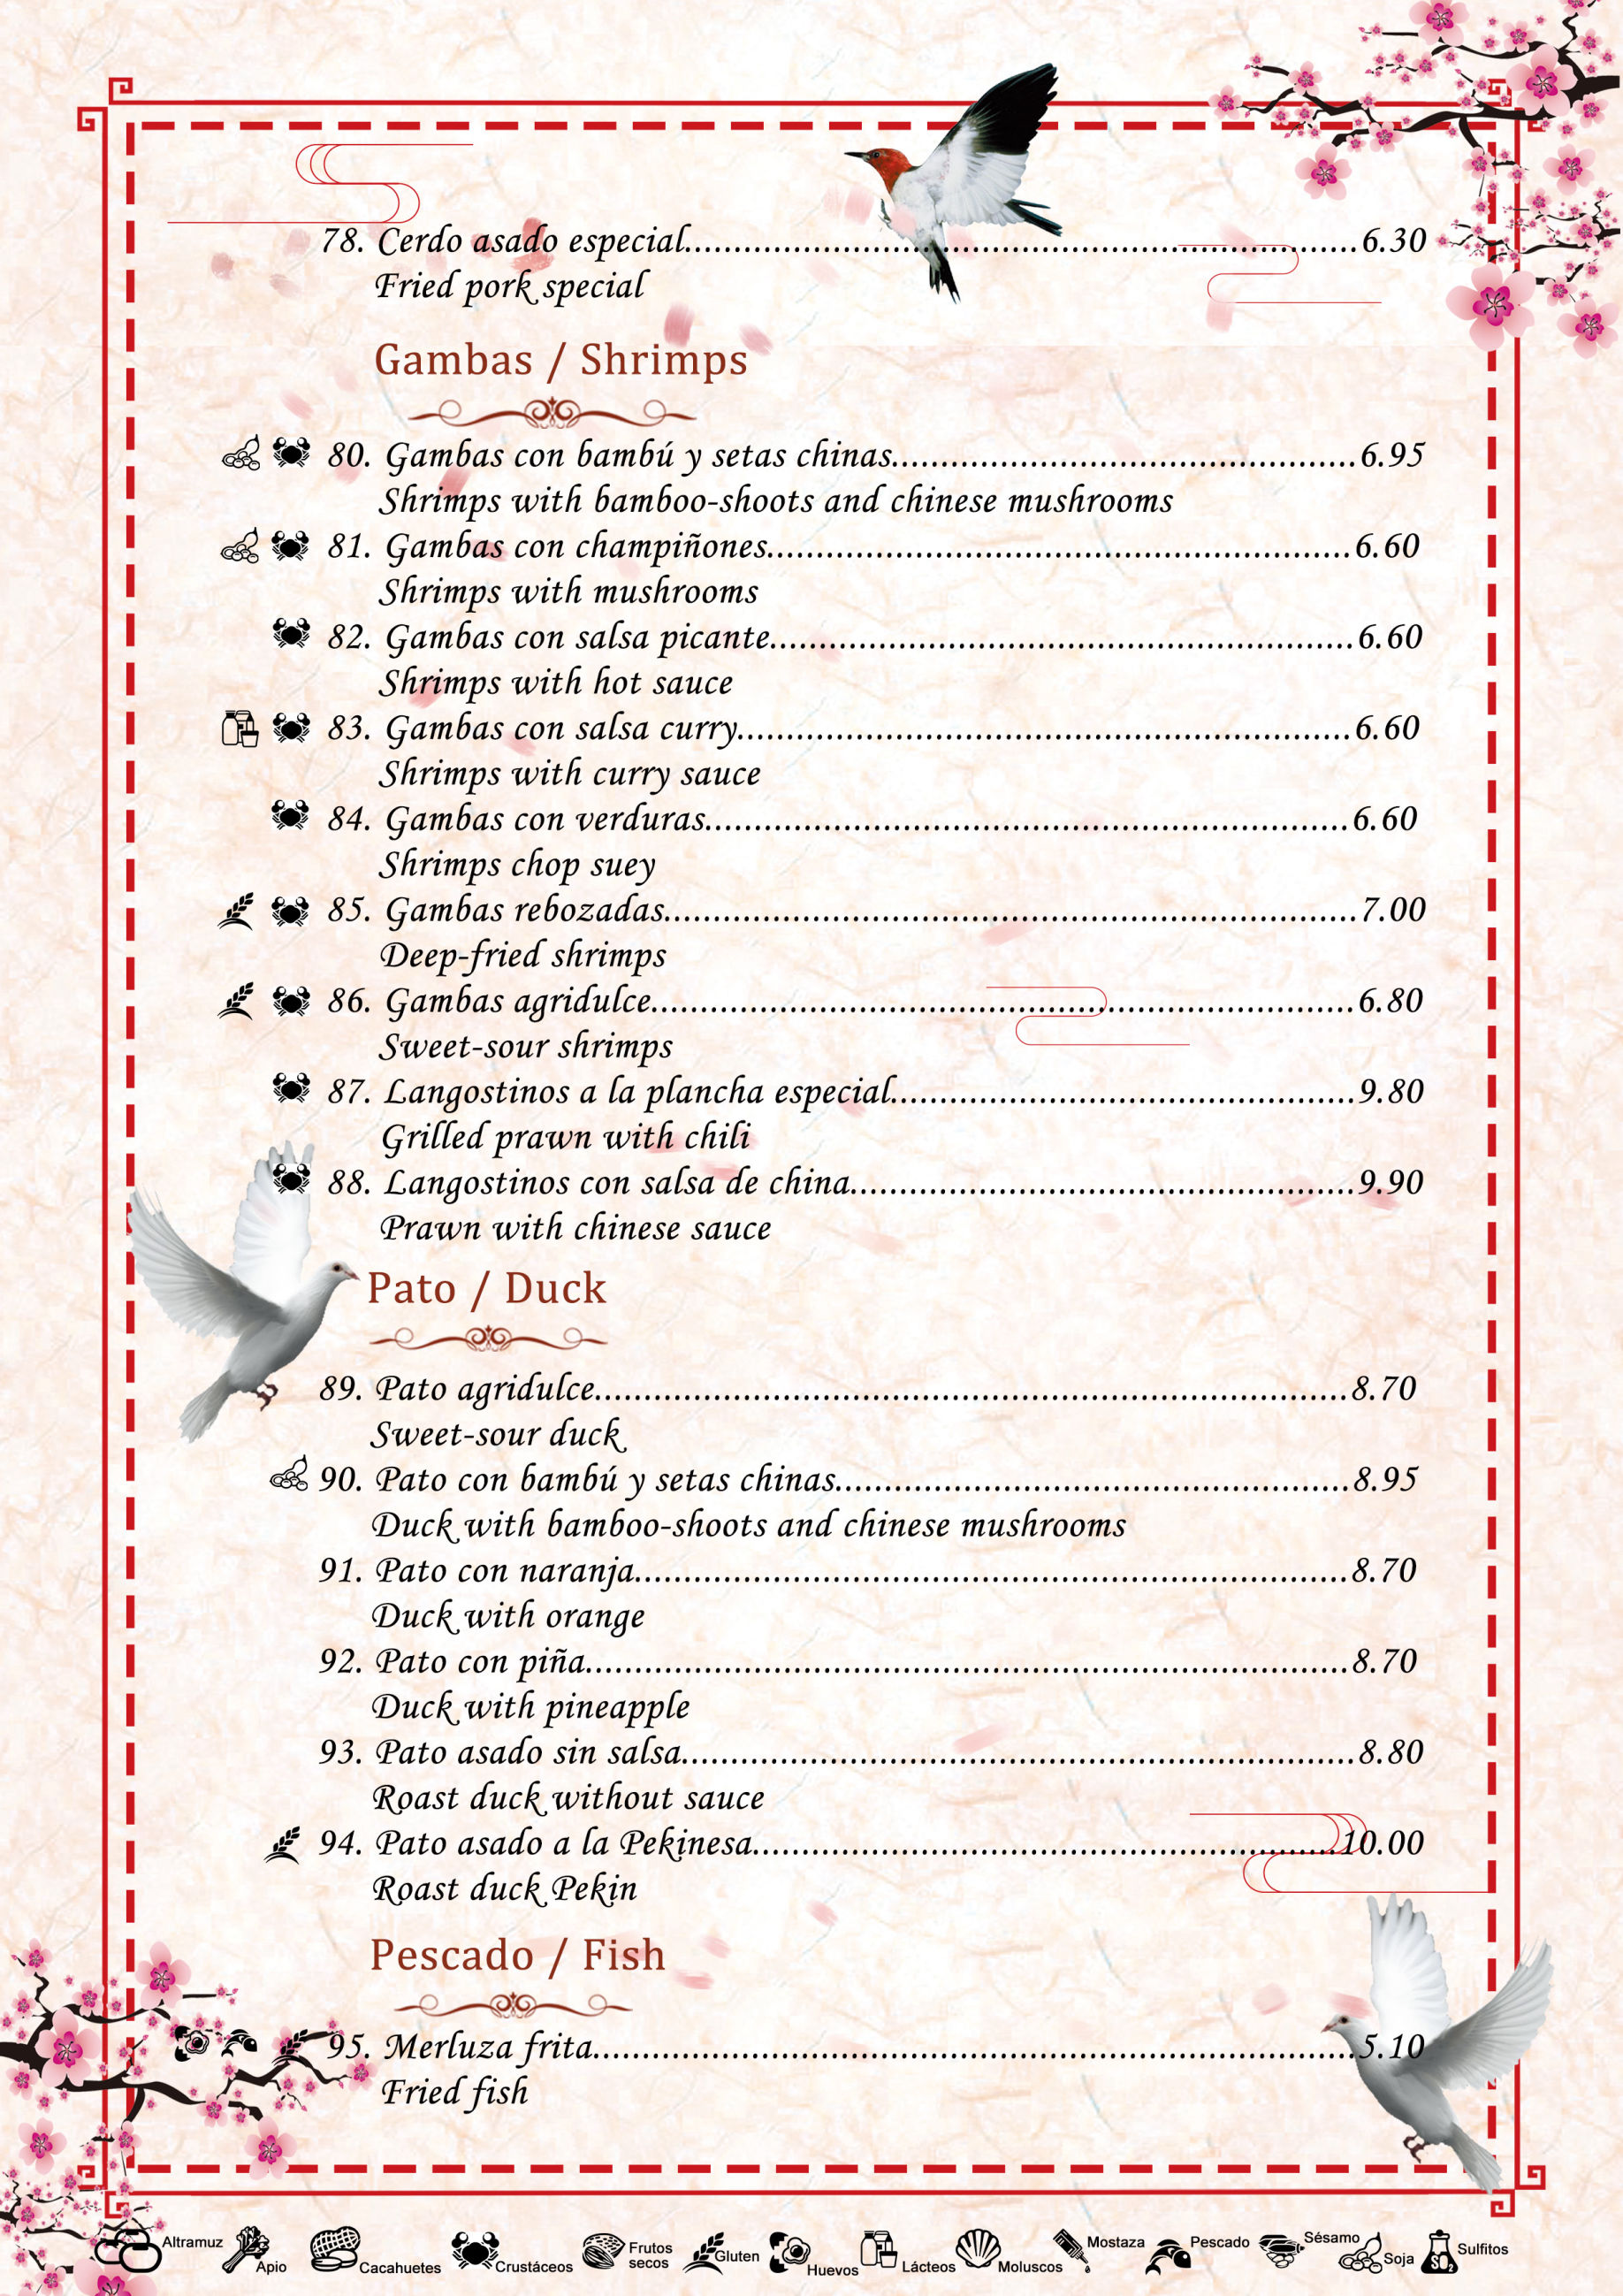 78. Cerdo asado especial..........6.30
Fried pork special
Gambas / Shrimps
80. Gambas con bambú y setas chinas..........6.95
Shrimps with bamboo-shoots and chinese mushrooms
81. Gambas con champiñones..........6.60
Shrimps with mushrooms
82. Gambas con salsa picante..........6.60
Shrimps with hot sauce
83. Gambas con salsa curry..........6.60
Shrimps with curry sauce
84. Gambas con verduras..........6.60
Shrimps chop suey
85. Gambas rebozadas..........7.00
Deep-fried shrimps
86. Gambas agridulce..........6.80
Sweet-sour shrimps
87. Langostinos a la plancha especial..........9.80
Grilled prawn with chili
88. Langostinos con salsa de china..........9.90
Prawn with chinese sauce
Pato / Duck
89. Pato agridulce..........8.70
Sweet-sour duck
90. Pato con bambú y setas chinas..........8.95
Duck with bamboo-shoots and chinese mushrooms
91. Pato con naranja..........8.70
Duck with orange
92. Pato con piña..........8.70
Duck with pineapple
93. Pato asado sin salsa..........8.80
Roast duck without sauce
94. Pato asado a la Pekinesa..........10.00
Roast duck Pekin
Pescado / Fish
95. Merluza frita..........5.10
Fried fish
Altramuz Apio Cacahuetes Crustáceos Frutos secos Gluten Huevos Lácteos Moluscos Mostaza Pescado Sésamo Soja SO2 Sulfitos